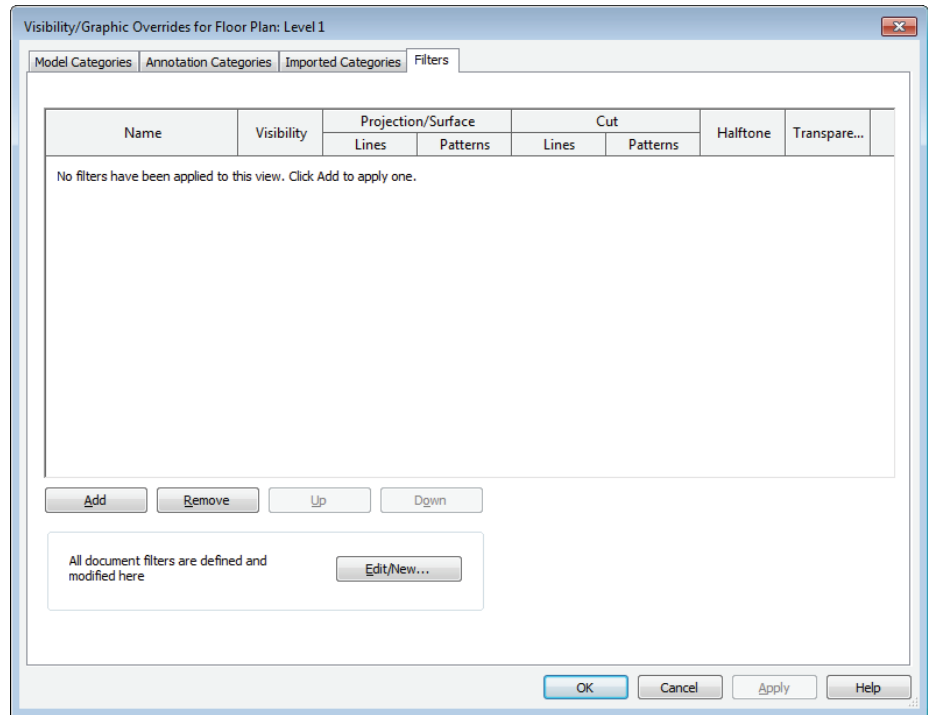 Visibility/Graphic Overrides for Floor Plan: Level 1
Model Categories Annotation Categories Imported Categories Filters
Name Visibility Projection/Surface Cut Halftone Transpare...
Lines Patterns Lines Patterns
No filters have been applied to this view. Click Add to apply one.
Add Remove Up Down
All document filters are defined and
modified here
Edit/New...
OK Cancel Apply Help